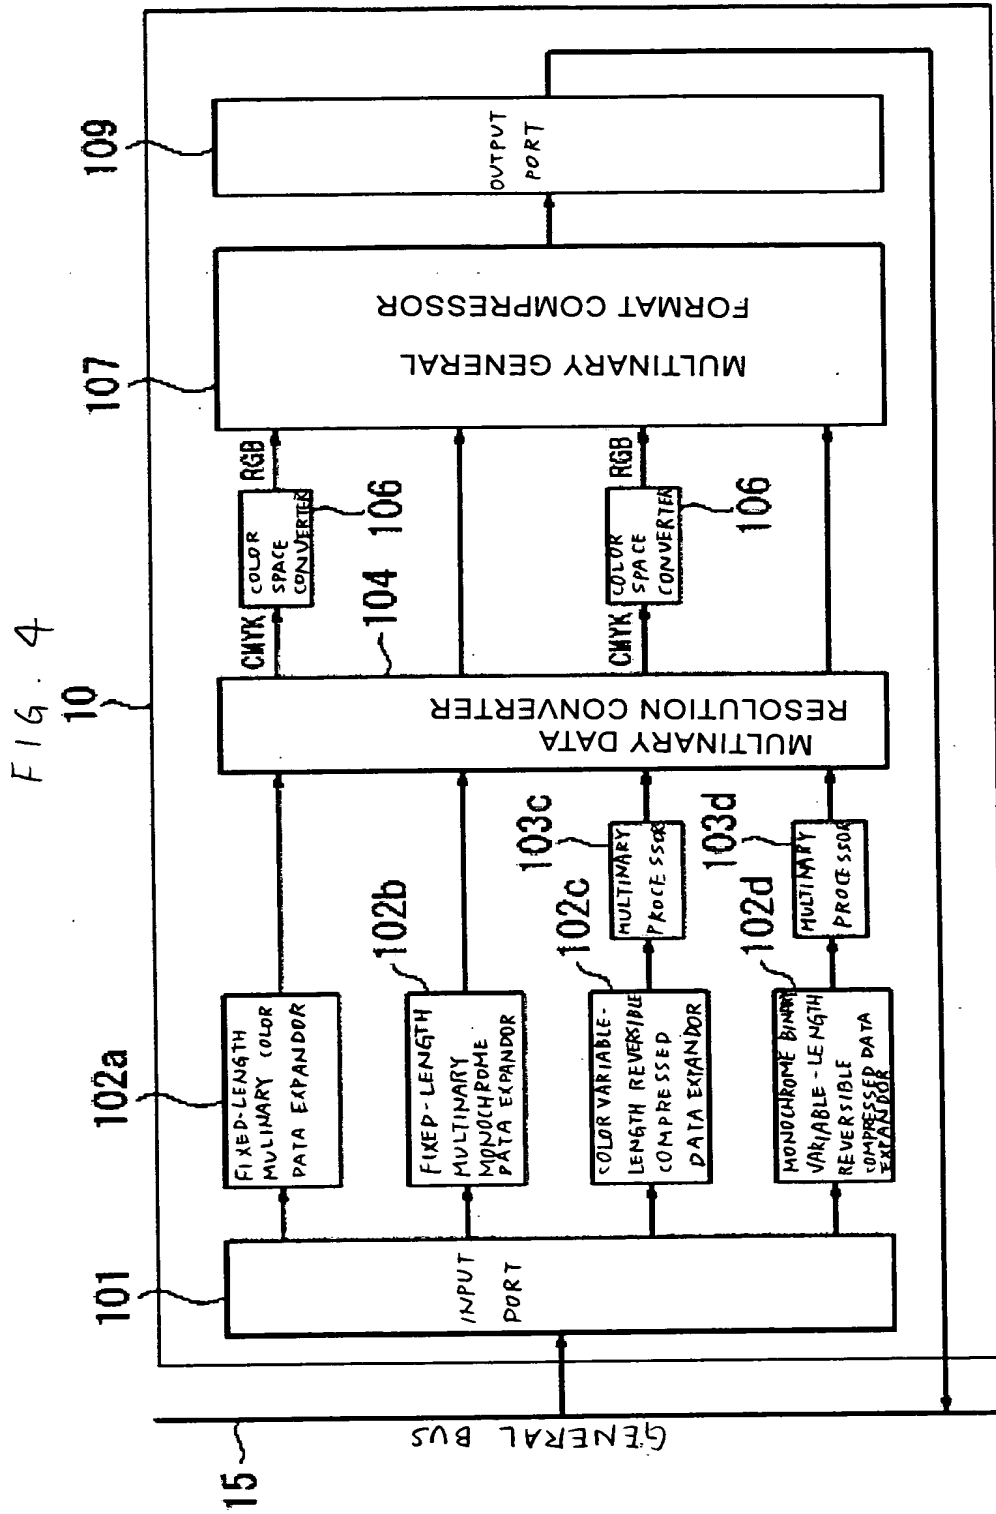 FIG. 4
10
15
GENERAL BUS
101
INPUT
PORT
102a
FIXED-LENGTH
MULINARY COLOR
DATA EXPANDOR
102b
FIXED-LENGTH
MULTINARY
MONOCHROME
DATA EXPANDOR
102c
COLOR VARIABLE-
LENGTH REVERSIBLE
COMPRESSED
DATA EXPANDOR
102d
MONOCHROME BINARY
VARIABLE-LENGTH
REVERSIBLE
COMPRESSED DATA
EXPANDOR
103c
MULTINARY
PROCESSOR
103d
MULTINARY
PROCESSOR
104
MULTINARY DATA
RESOLUTION CONVERTER
CMYK
COLOR
SPACE
CONVERTER
106
RGB
CMYK
COLOR
SPACE
CONVERTER
106
RGB
107
MULTINARY GENERAL
FORMAT COMPRESSOR
109
OUTPUT
PORT